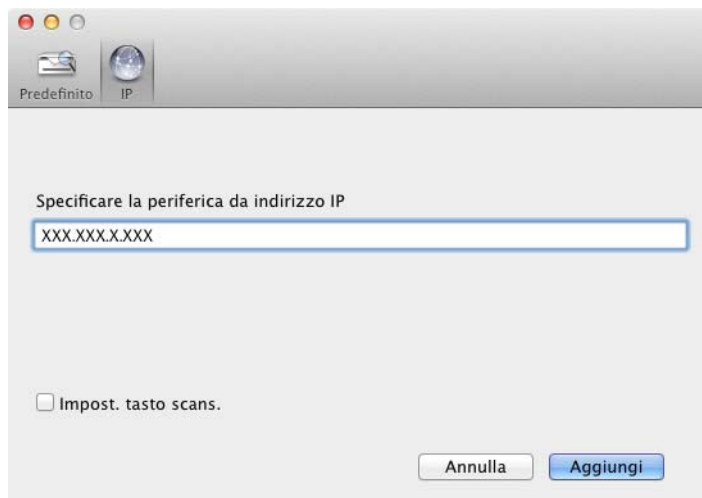 Predefinito IP
Specificare la periferica da indirizzo IP
XXX.XXX.X.XXX
Impost. tasto scans.
Annulla Aggiungi